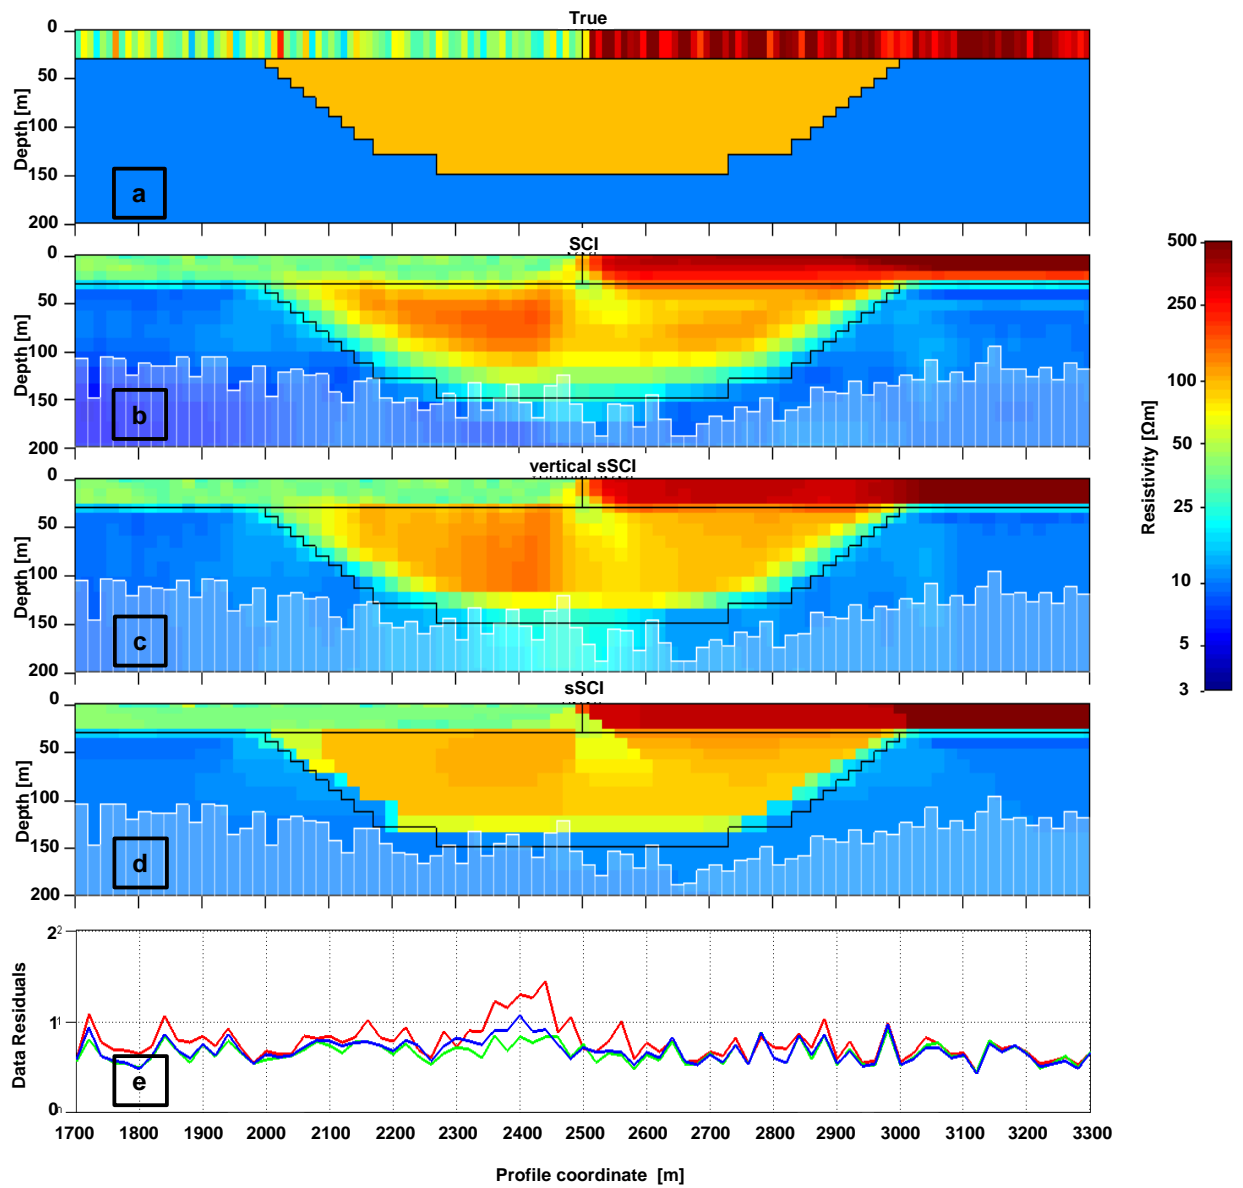 True
0
50
100
150
200
Depth [m]
a
SCI
0
50
100
150
200
Depth [m]
b
vertical sSCI
0
50
100
150
200
Depth [m]
c
sSCI
0
50
100
150
200
Depth [m]
d
500
250
100
50
25
10
5
3
Resistivity [Ωm]
2
1
0
Data Residuals
e
1700 1800 1900 2000 2100 2200 2300 2400 2500 2600 2700 2800 2900 3000 3100 3200 3300
Profile coordinate [m]